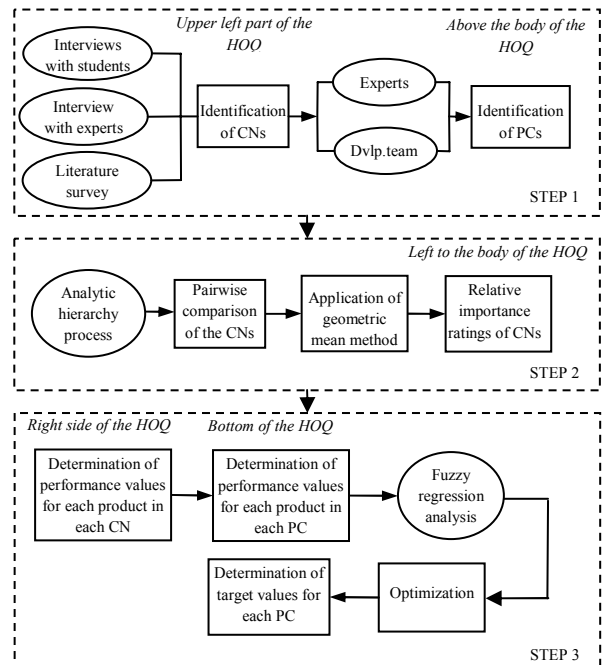 Upper left part of the
HOQ
Above the body of the
HOQ
Interviews
with students
Interview
with experts
Literature
survey
Identification
of CNs
Experts
Dvlp.team
Identification
of PCs
STEP 1
Left to the body of the HOQ
Analytic
hierarchy
process
Pairwise
comparison
of the CNs
Application of
geometric
mean method
Relative
importance
ratings of CNs
STEP 2
Right side of the HOQ
Bottom of the HOQ
Determination of
performance values
for each product in
each CN
Determination of
performance values
for each product in
each PC
Fuzzy
regression
analysis
Determination of
target values for
each PC
Optimization
STEP 3